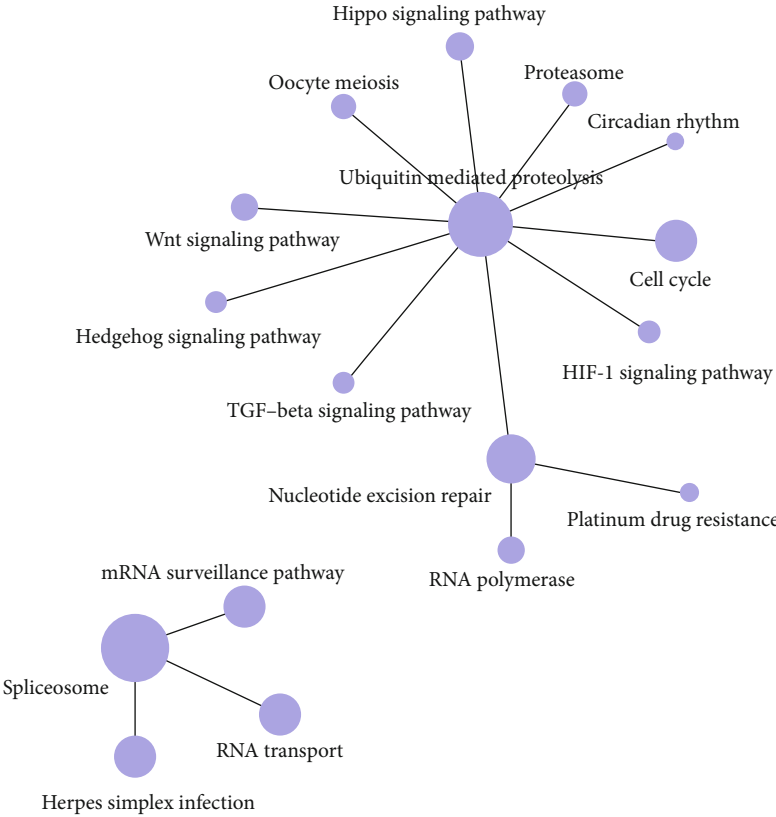 Hippo signaling pathway
Proteasome
Oocyte meiosis
Circadian rhythm
Ubiquitin mediated proteolysis
Wnt signaling pathway
Cell cycle
Hedgehog signaling pathway
HIF-1 signaling pathway
TGF–beta signaling pathway
Nucleotide excision repair
Platinum drug resistance
RNA polymerase
mRNA surveillance pathway
Spliceosome
RNA transport
Herpes simplex infection